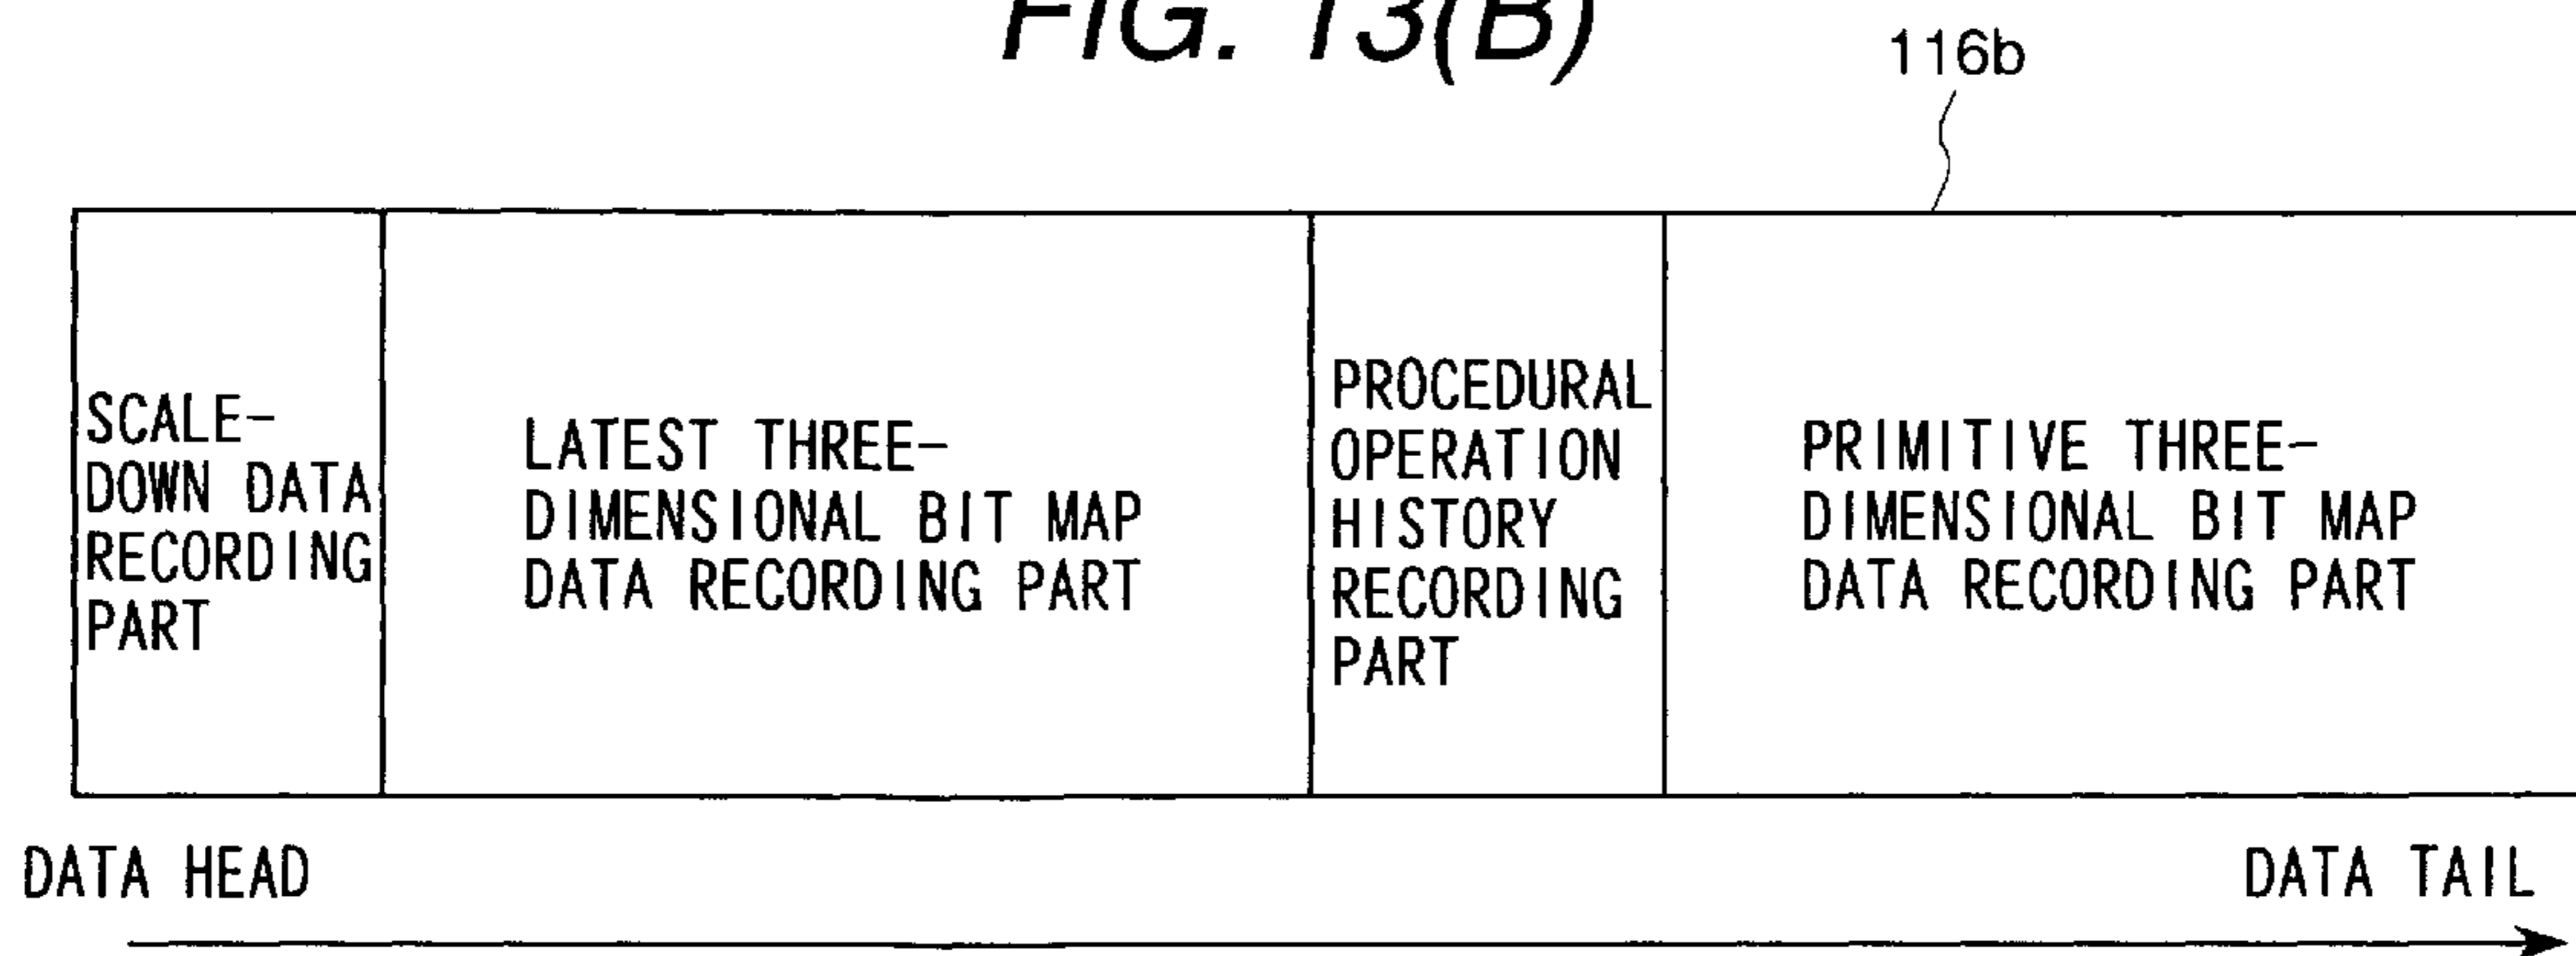 FIG. 13(B)
116b
SCALE-
DOWN DATA
RECORDING
PART
LATEST THREE-
DIMENSIONAL BIT MAP
DATA RECORDING PART
PROCEDURAL
OPERATION
HISTORY
RECORDING
PART
PRIMITIVE THREE-
DIMENSIONAL BIT MAP
DATA RECORDING PART
DATA HEAD
DATA TAIL